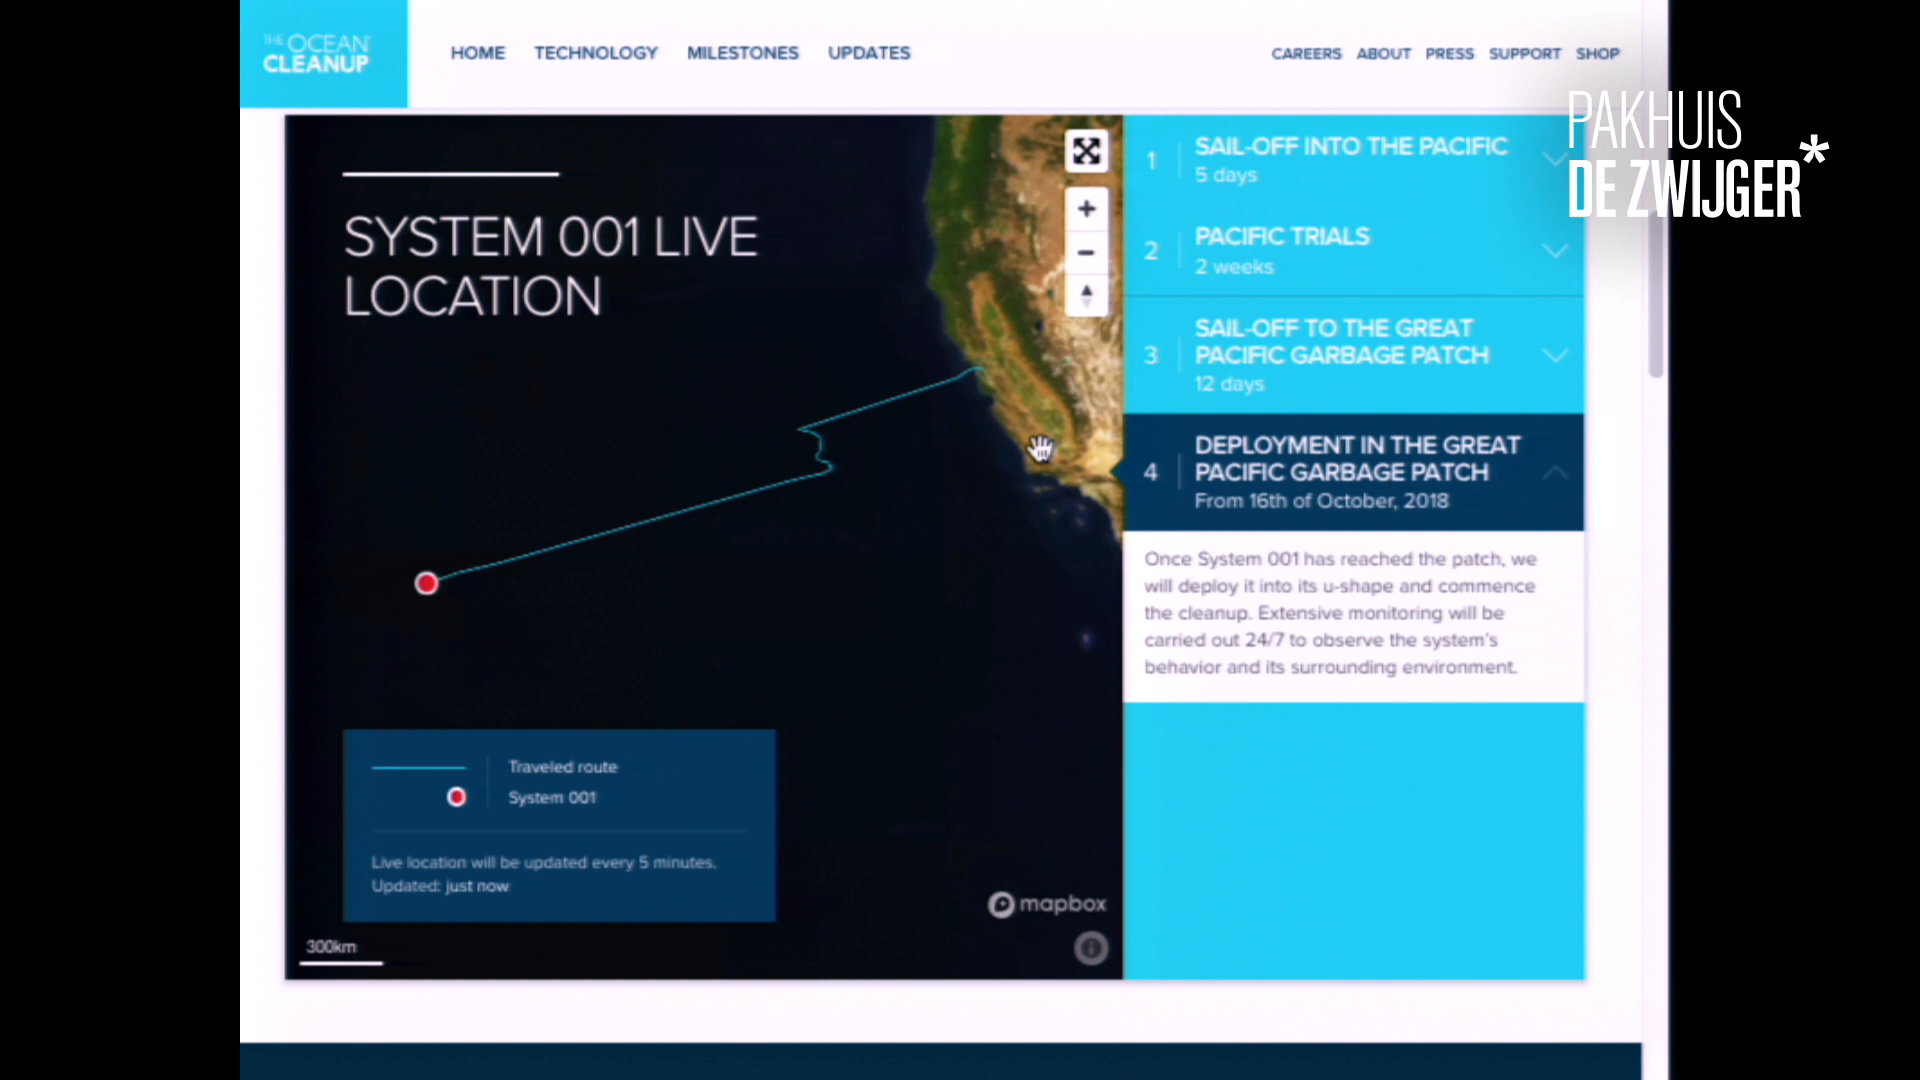 THE OCEAN
CLEANUP
HOME TECHNOLOGY MILESTONES UPDATES
CAREERS ABOUT PRESS SUPPORT SHOP
PAKHUIS
DE ZWIJGER*
SYSTEM 001 LIVE
LOCATION
1 SAIL-OFF INTO THE PACIFIC
5 days
2 PACIFIC TRIALS
2 weeks
3 SAIL-OFF TO THE GREAT
PACIFIC GARBAGE PATCH
12 days
4 DEPLOYMENT IN THE GREAT
PACIFIC GARBAGE PATCH
From 16th of October, 2018
Once System 001 has reached the patch, we
will deploy it into its u-shape and commence
the cleanup. Extensive monitoring will be
carried out 24/7 to observe the system's
behavior and its surrounding environment.
Traveled route
System 001
Live location will be updated every 5 minutes.
Updated: just now
mapbox
300km